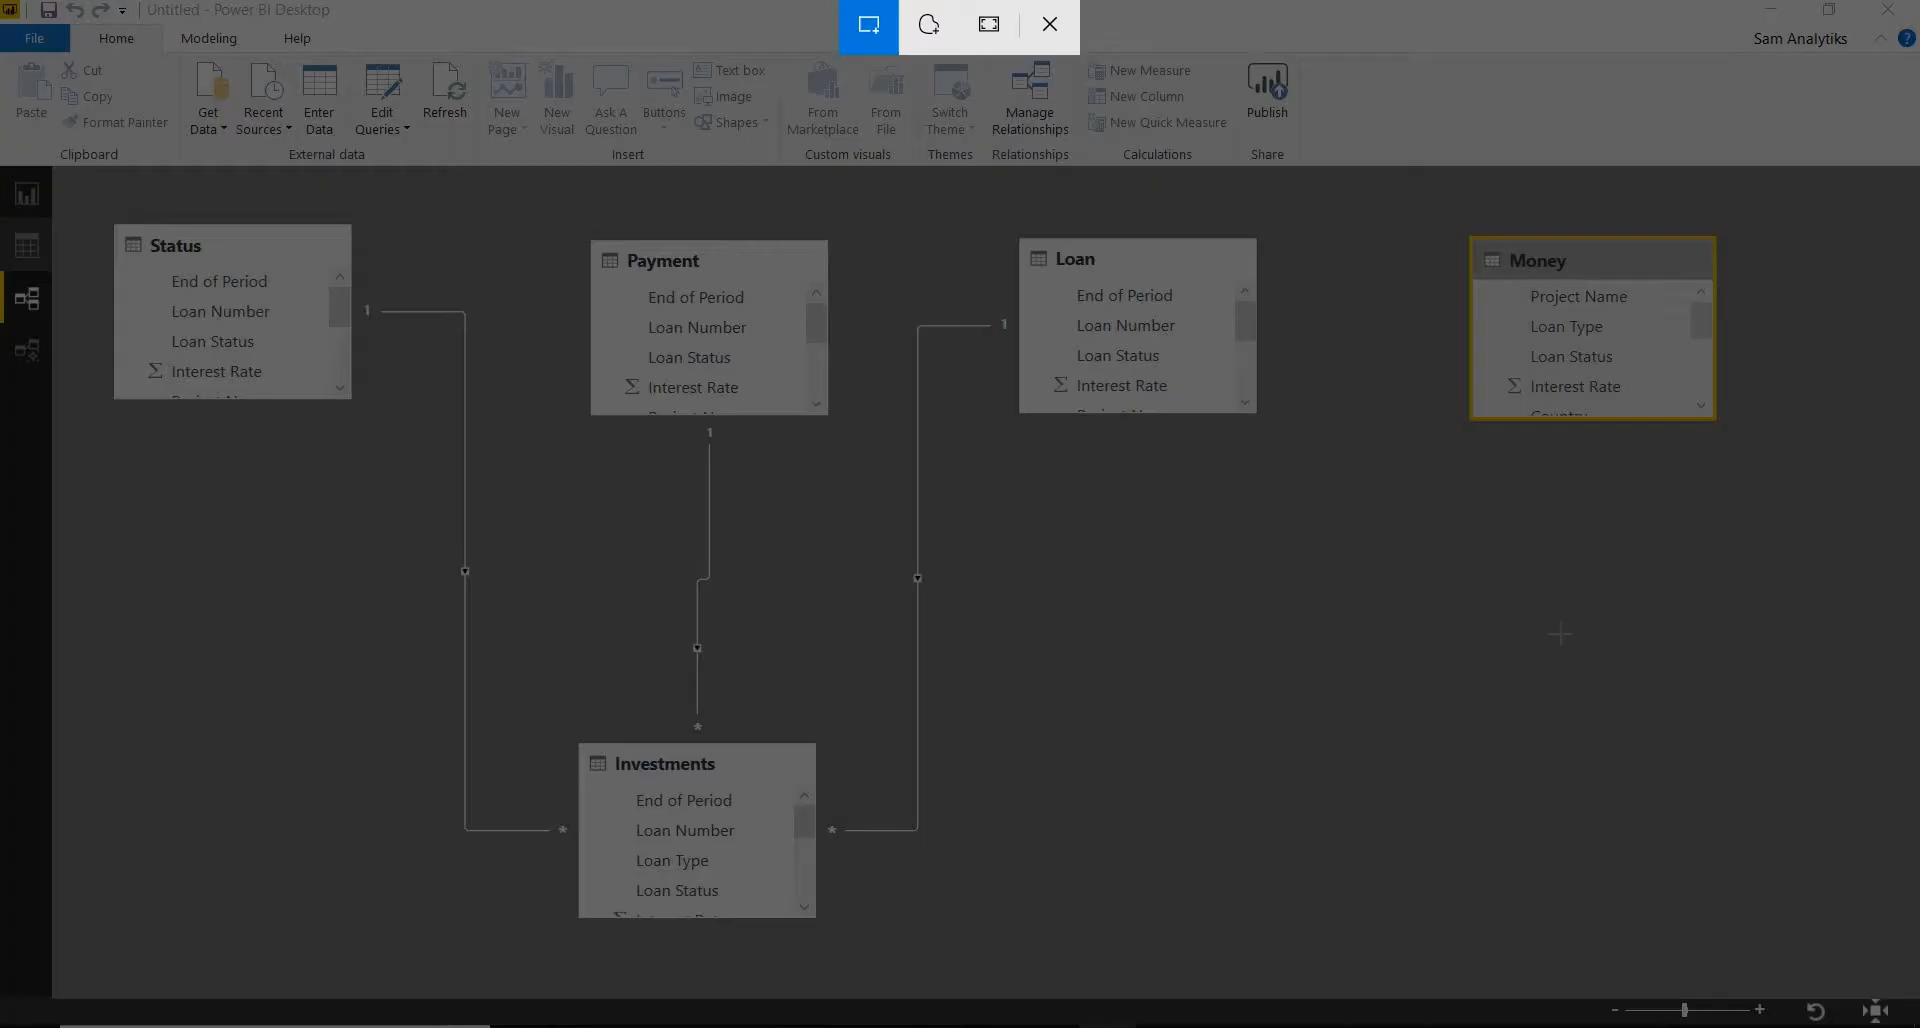 Untitled - Power BI Desktop
File Home Modeling Help Sam Analytiks
Paste
Cut
Copy
Format Painter
Clipboard
Get Data
Recent Sources
Enter Data
Edit Queries
Refresh
External data
New Page
New Visual
Ask A Question
Buttons
Text box
Image
Shapes
Insert
From Marketplace
From File
Custom visuals
Switch Theme
Themes
Manage Relationships
Relationships
New Measure
New Column
New Quick Measure
Calculations
Publish
Share
Status
End of Period
Loan Number
Loan Status
Σ Interest Rate
1
Payment
End of Period
Loan Number
Loan Status
Σ Interest Rate
1
*
Loan
End of Period
Loan Number
Loan Status
Σ Interest Rate
1
Money
Project Name
Loan Type
Loan Status
Σ Interest Rate
Country
Investments
End of Period
Loan Number
Loan Type
Loan Status
*
*